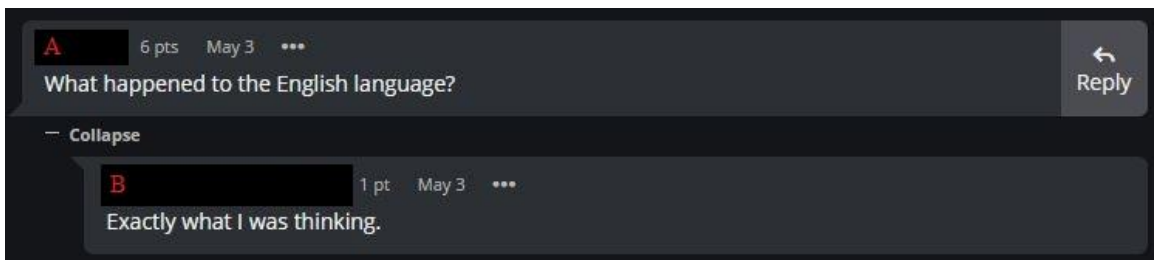 A 6 pts May 3 •••
What happened to the English language?
Reply
— Collapse
B 1 pt May 3 •••
Exactly what I was thinking.